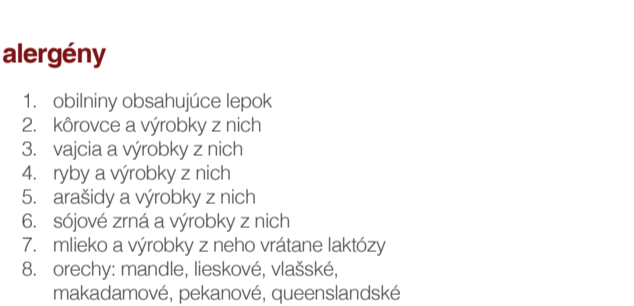 alergény
1. obilniny obsahujúce lepok
2. kôrovce a výrobky z nich
3. vajcia a výrobky z nich
4. ryby a výrobky z nich
5. arašidy a výrobky z nich
6. sójové zrná a výrobky z nich
7. mlieko a výrobky z neho vrátane laktózy
8. orechy: mandle, lieskové, vlašské,
makadamové, pekanové, queenslandské